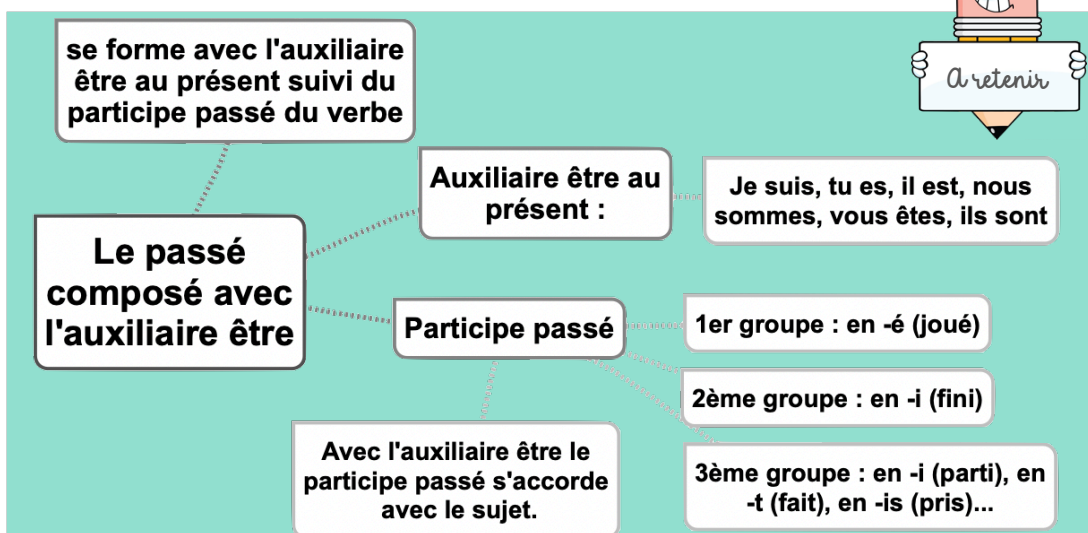 se forme avec l'auxiliaire
être au présent suivi du
participe passé du verbe
A retenir
Auxiliaire être au
présent :
Je suis, tu es, il est, nous
sommes, vous êtes, ils sont
Le passé
composé avec
l'auxiliaire être
Participe passé
1er groupe : en -é (joué)
2ème groupe : en -i (fini)
3ème groupe : en -i (parti), en
-t (fait), en -is (pris)...
Avec l'auxiliaire être le
participe passé s'accorde
avec le sujet.